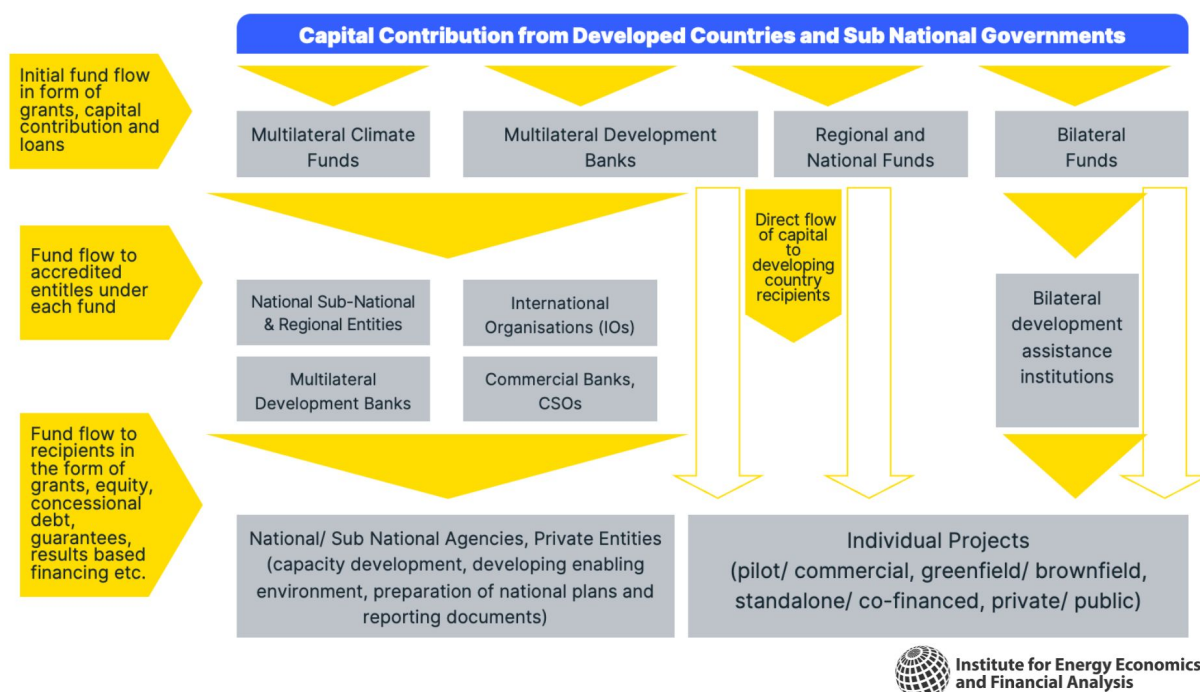 Capital Contribution from Developed Countries and Sub National Governments
Initial fund flow
in form of
grants, capital
contribution and
loans
Multilateral Climate
Funds
Multilateral Development
Banks
Regional and
National Funds
Bilateral
Funds
Fund flow to
accredited
entitles under
each fund
National Sub-National
& Regional Entities
International
Organisations (IOs)
Multilateral
Development Banks
Commercial Banks,
CSOs
Direct flow
of capital
to
developing
country
recipients
Bilateral
development
assistance
institutions
Fund flow to
recipients in
the form of
grants, equity,
concessional
debt,
guarantees,
results based
financing etc.
National/ Sub National Agencies, Private Entities
(capacity development, developing enabling
environment, preparation of national plans and
reporting documents)
Individual Projects
(pilot/ commercial, greenfield/ brownfield,
standalone/ co-financed, private/ public)
Institute for Energy Economics
and Financial Analysis